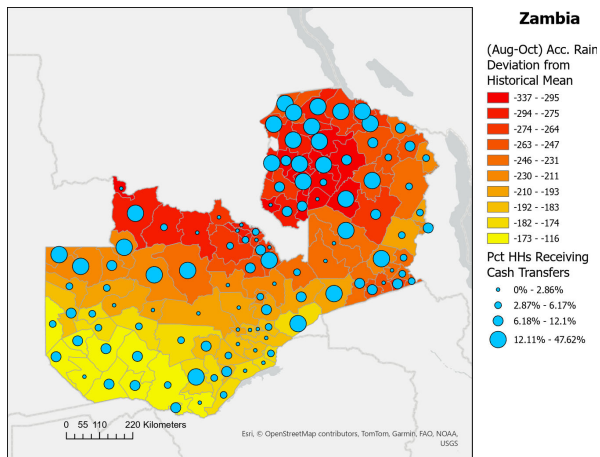 Zambia
(Aug-Oct) Acc. Rain
Deviation from
Historical Mean
-337 - -295
-294 - -275
-274 - -264
-263 - -247
-246 - -231
-230 - -211
-210 - -193
-192 - -183
-182 - -174
-173 - -116
Pct HHs Receiving
Cash Transfers
0% - 2.86%
2.87% - 6.17%
6.18% - 12.1%
12.11% - 47.62%
0 55 110 220 Kilometers
Esri, © OpenStreetMap contributors, TomTom, Garmin, FAO, NOAA,
USGS